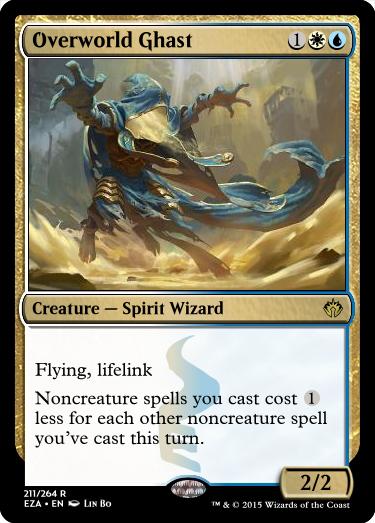 Overworld Ghast 1
Creature — Spirit Wizard
Flying, lifelink
Noncreature spells you cast cost 1
less for each other noncreature spell
you've cast this turn.
2/2
211/264 R
EZA • EN Lin Bo
™ & © 2015 Wizards of the Coast